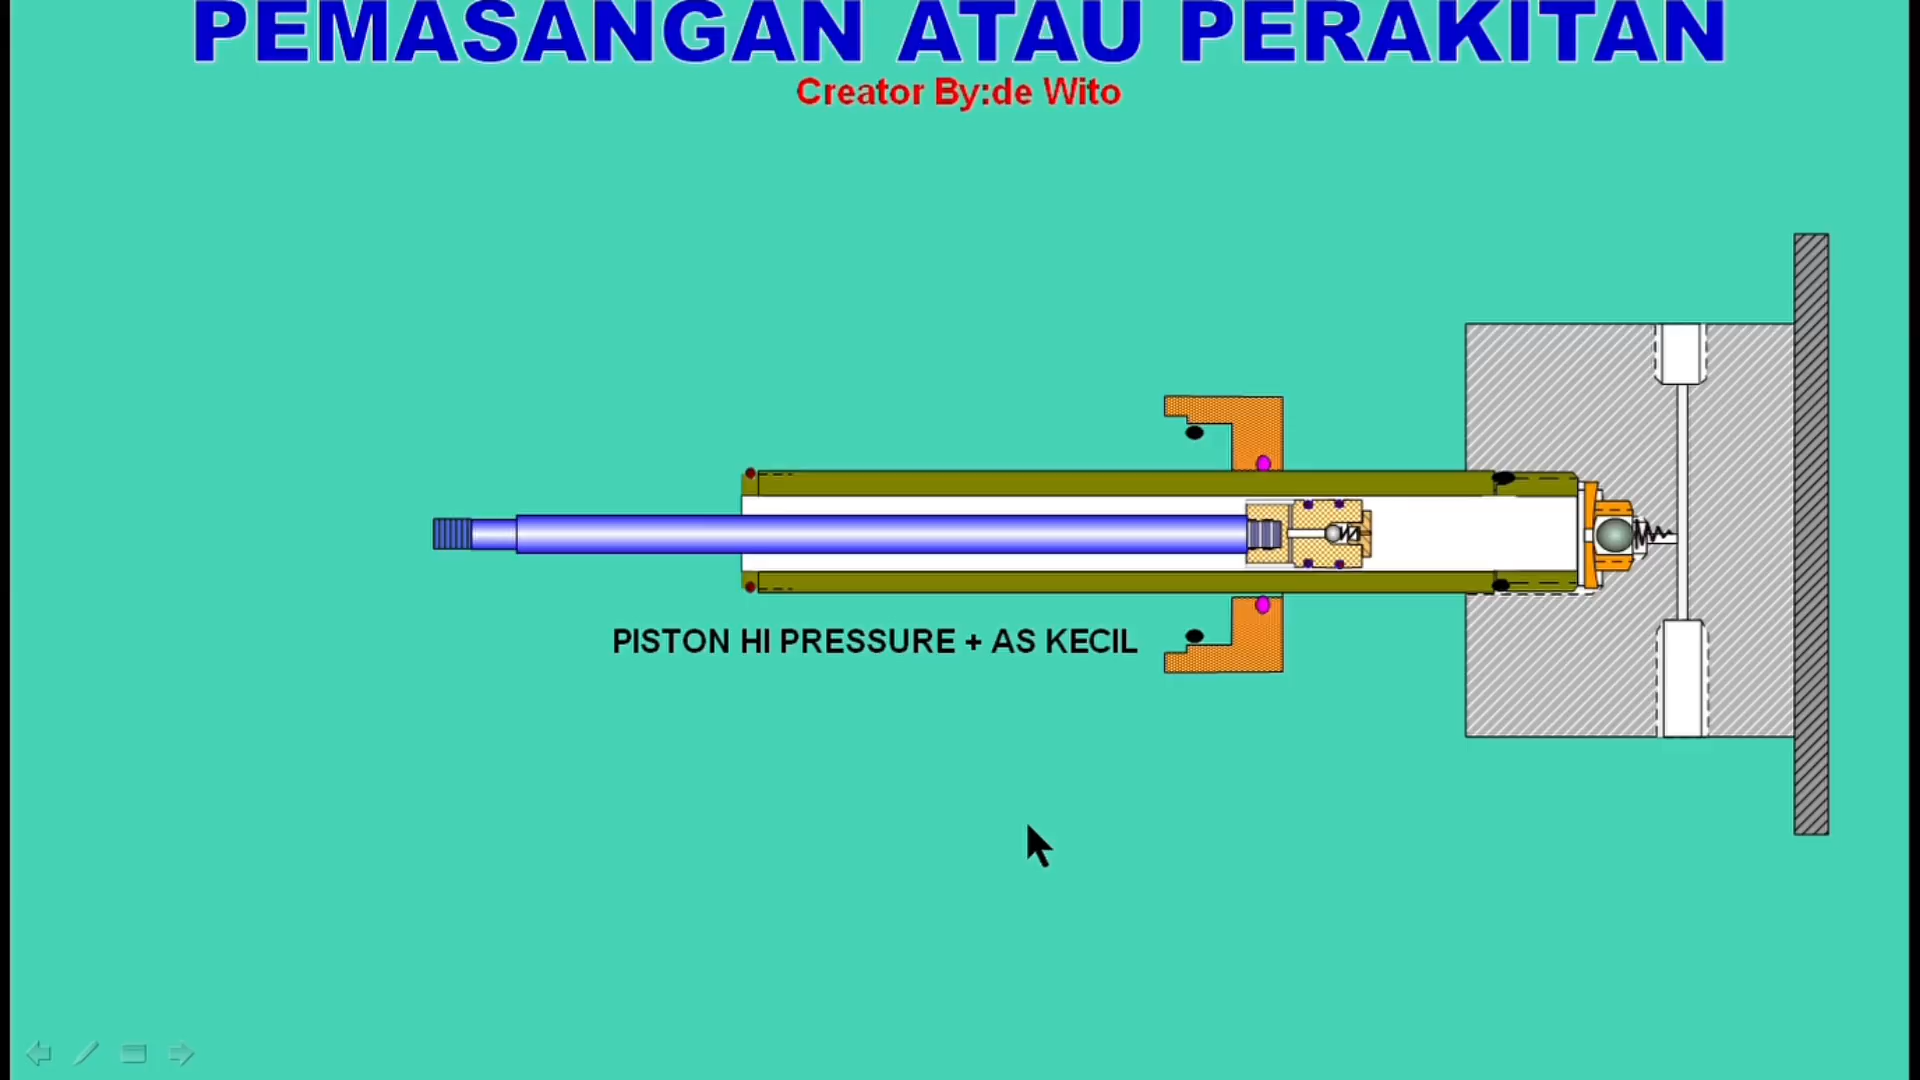 PEMASANGAN ATAU PERAKITAN
Creator By:de Wito
PISTON HI PRESSURE + AS KECIL